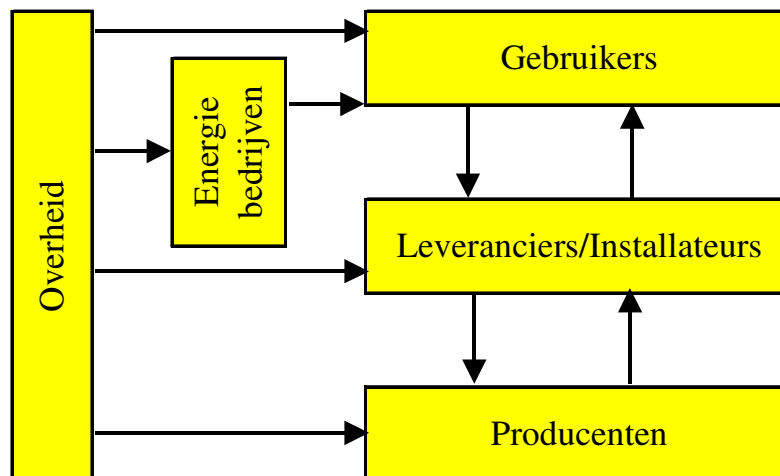 Overheid
Energie
bedrijven
Gebruikers
Leveranciers/Installateurs
Producenten